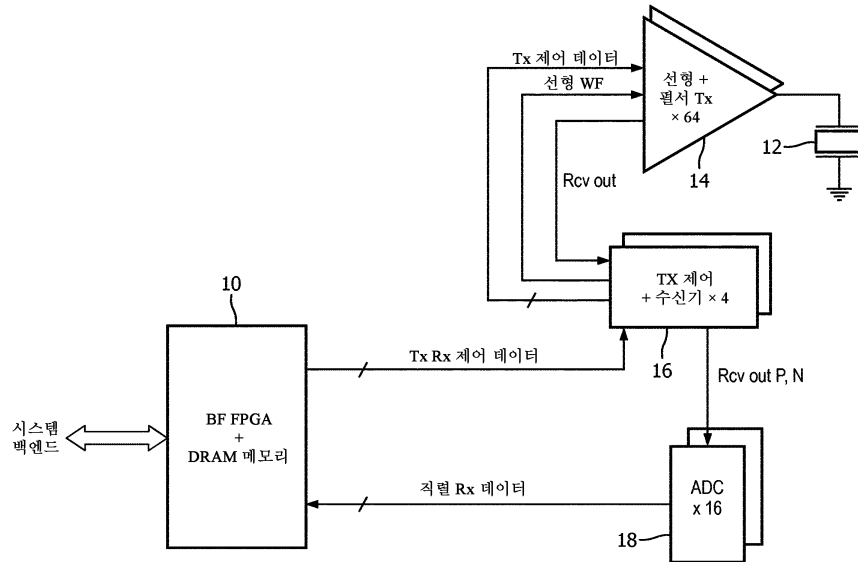 Tx 제어 데이터
선형 WF
선형 +
펄서 Tx
× 64
12
14
Rcv out
TX 제어
+ 수신기 × 4
10
16
Tx Rx 제어 데이터
Rcv out P, N
BF FPGA
+
DRAM 메모리
시스템
백엔드
직렬 Rx 데이터
ADC
x 16
18